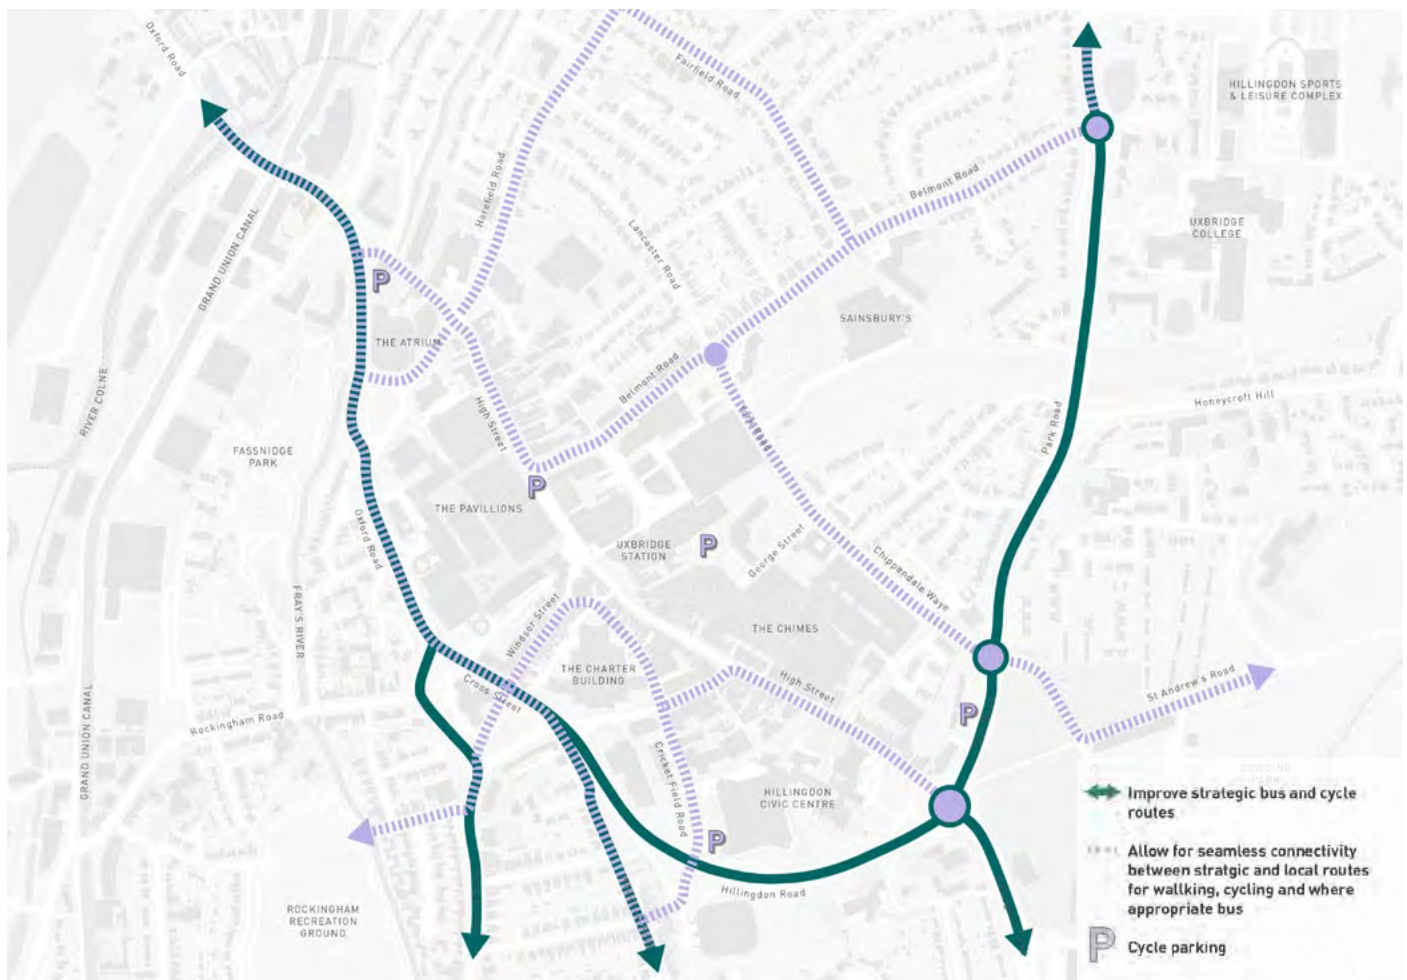 Oxford Road
Fairfield Road
HILLINGDON SPORTS
& LEISURE COMPLEX
Harefield Road
Belmont Road
UXBRIDGE
COLLEGE
GRAND UNION CANAL
Lancaster Road
P
SAINSBURY'S
THE ATRIUM
Belmont Road
RIVER COLNE
High Street
York Road
Park Road
Honeycroft Hill
FASSNIDGE
PARK
P
THE PAVILLIONS
Oxford Road
UXBRIDGE
STATION
P
George Street
Chippendale Waye
FRAY'S RIVER
Windsor Street
THE CHIMES
THE CHARTER
BUILDING
Cross Street
High Street
St Andrew's Road
Rockingham Road
P
GRAND UNION CANAL
Cricket Field Road
HILLINGDON
CIVIC CENTRE
DOWDING
PARK
P
Hillingdon Road
ROCKINGHAM
RECREATION
GROUND
Improve strategic bus and cycle
routes
Allow for seamless connectivity
between stratgic and local routes
for wallking, cycling and where
appropriate bus
P Cycle parking